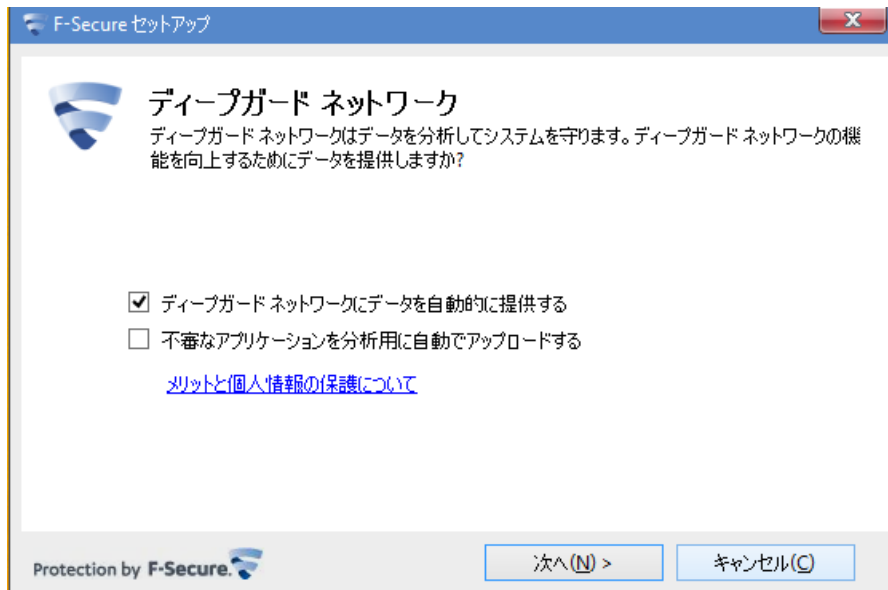 F-Secure セットアップ
ディープガード ネットワーク
ディープガード ネットワークはデータを分析してシステムを守ります。ディープガード ネットワークの機
能を向上するためにデータを提供しますか?
ディープガード ネットワークにデータを自動的に提供する
不審なアプリケーションを分析用に自動でアップロードする
メリットと個人情報の保護について
Protection by F-Secure.
次へ(N) >
キャンセル(C)